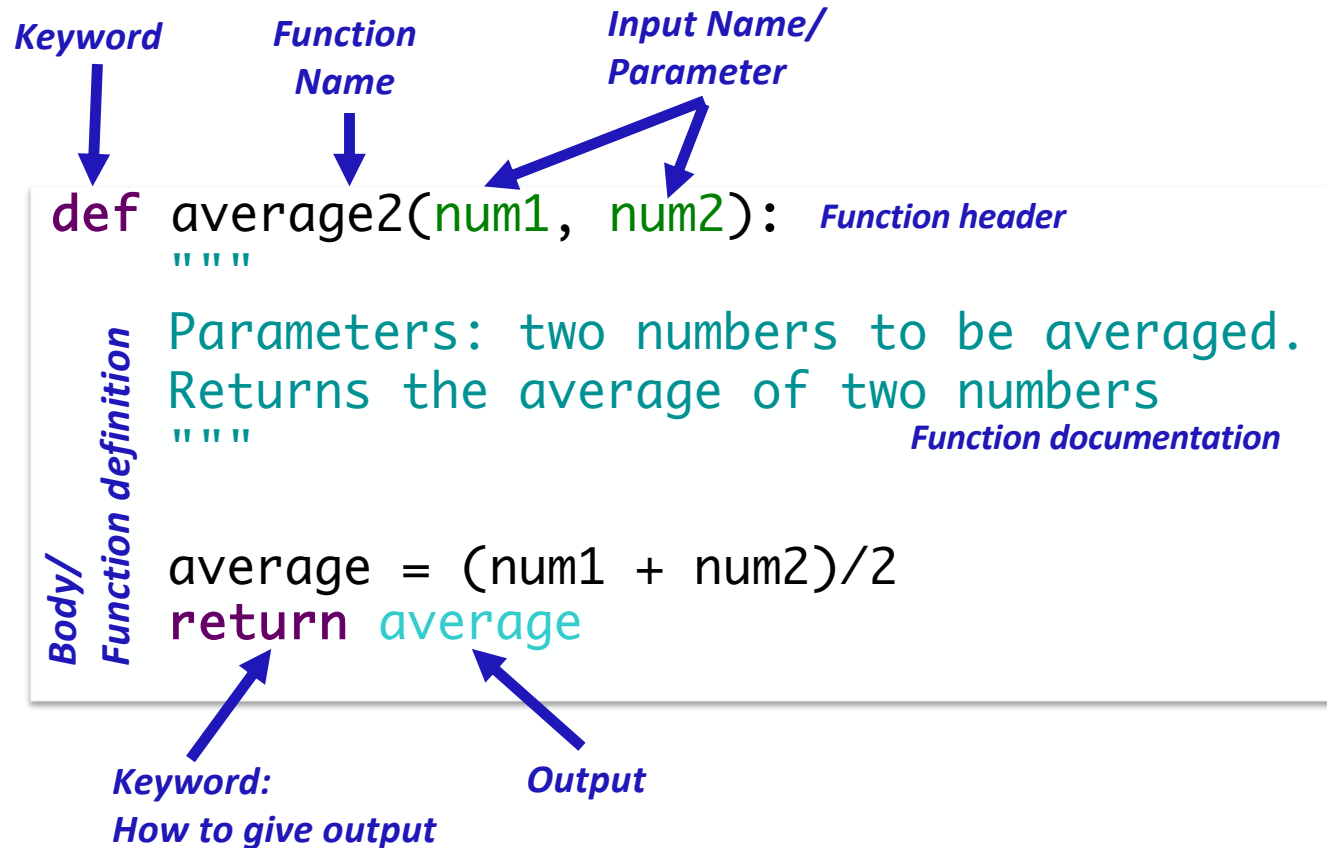 Keyword
Function
Name
Input Name/
Parameter
def average2(num1, num2):
Function header
"""
Parameters: two numbers to be averaged.
Returns the average of two numbers
"""
Function documentation
Body/
Function definition
average = (num1 + num2)/2
return average
Keyword:
How to give output
Output